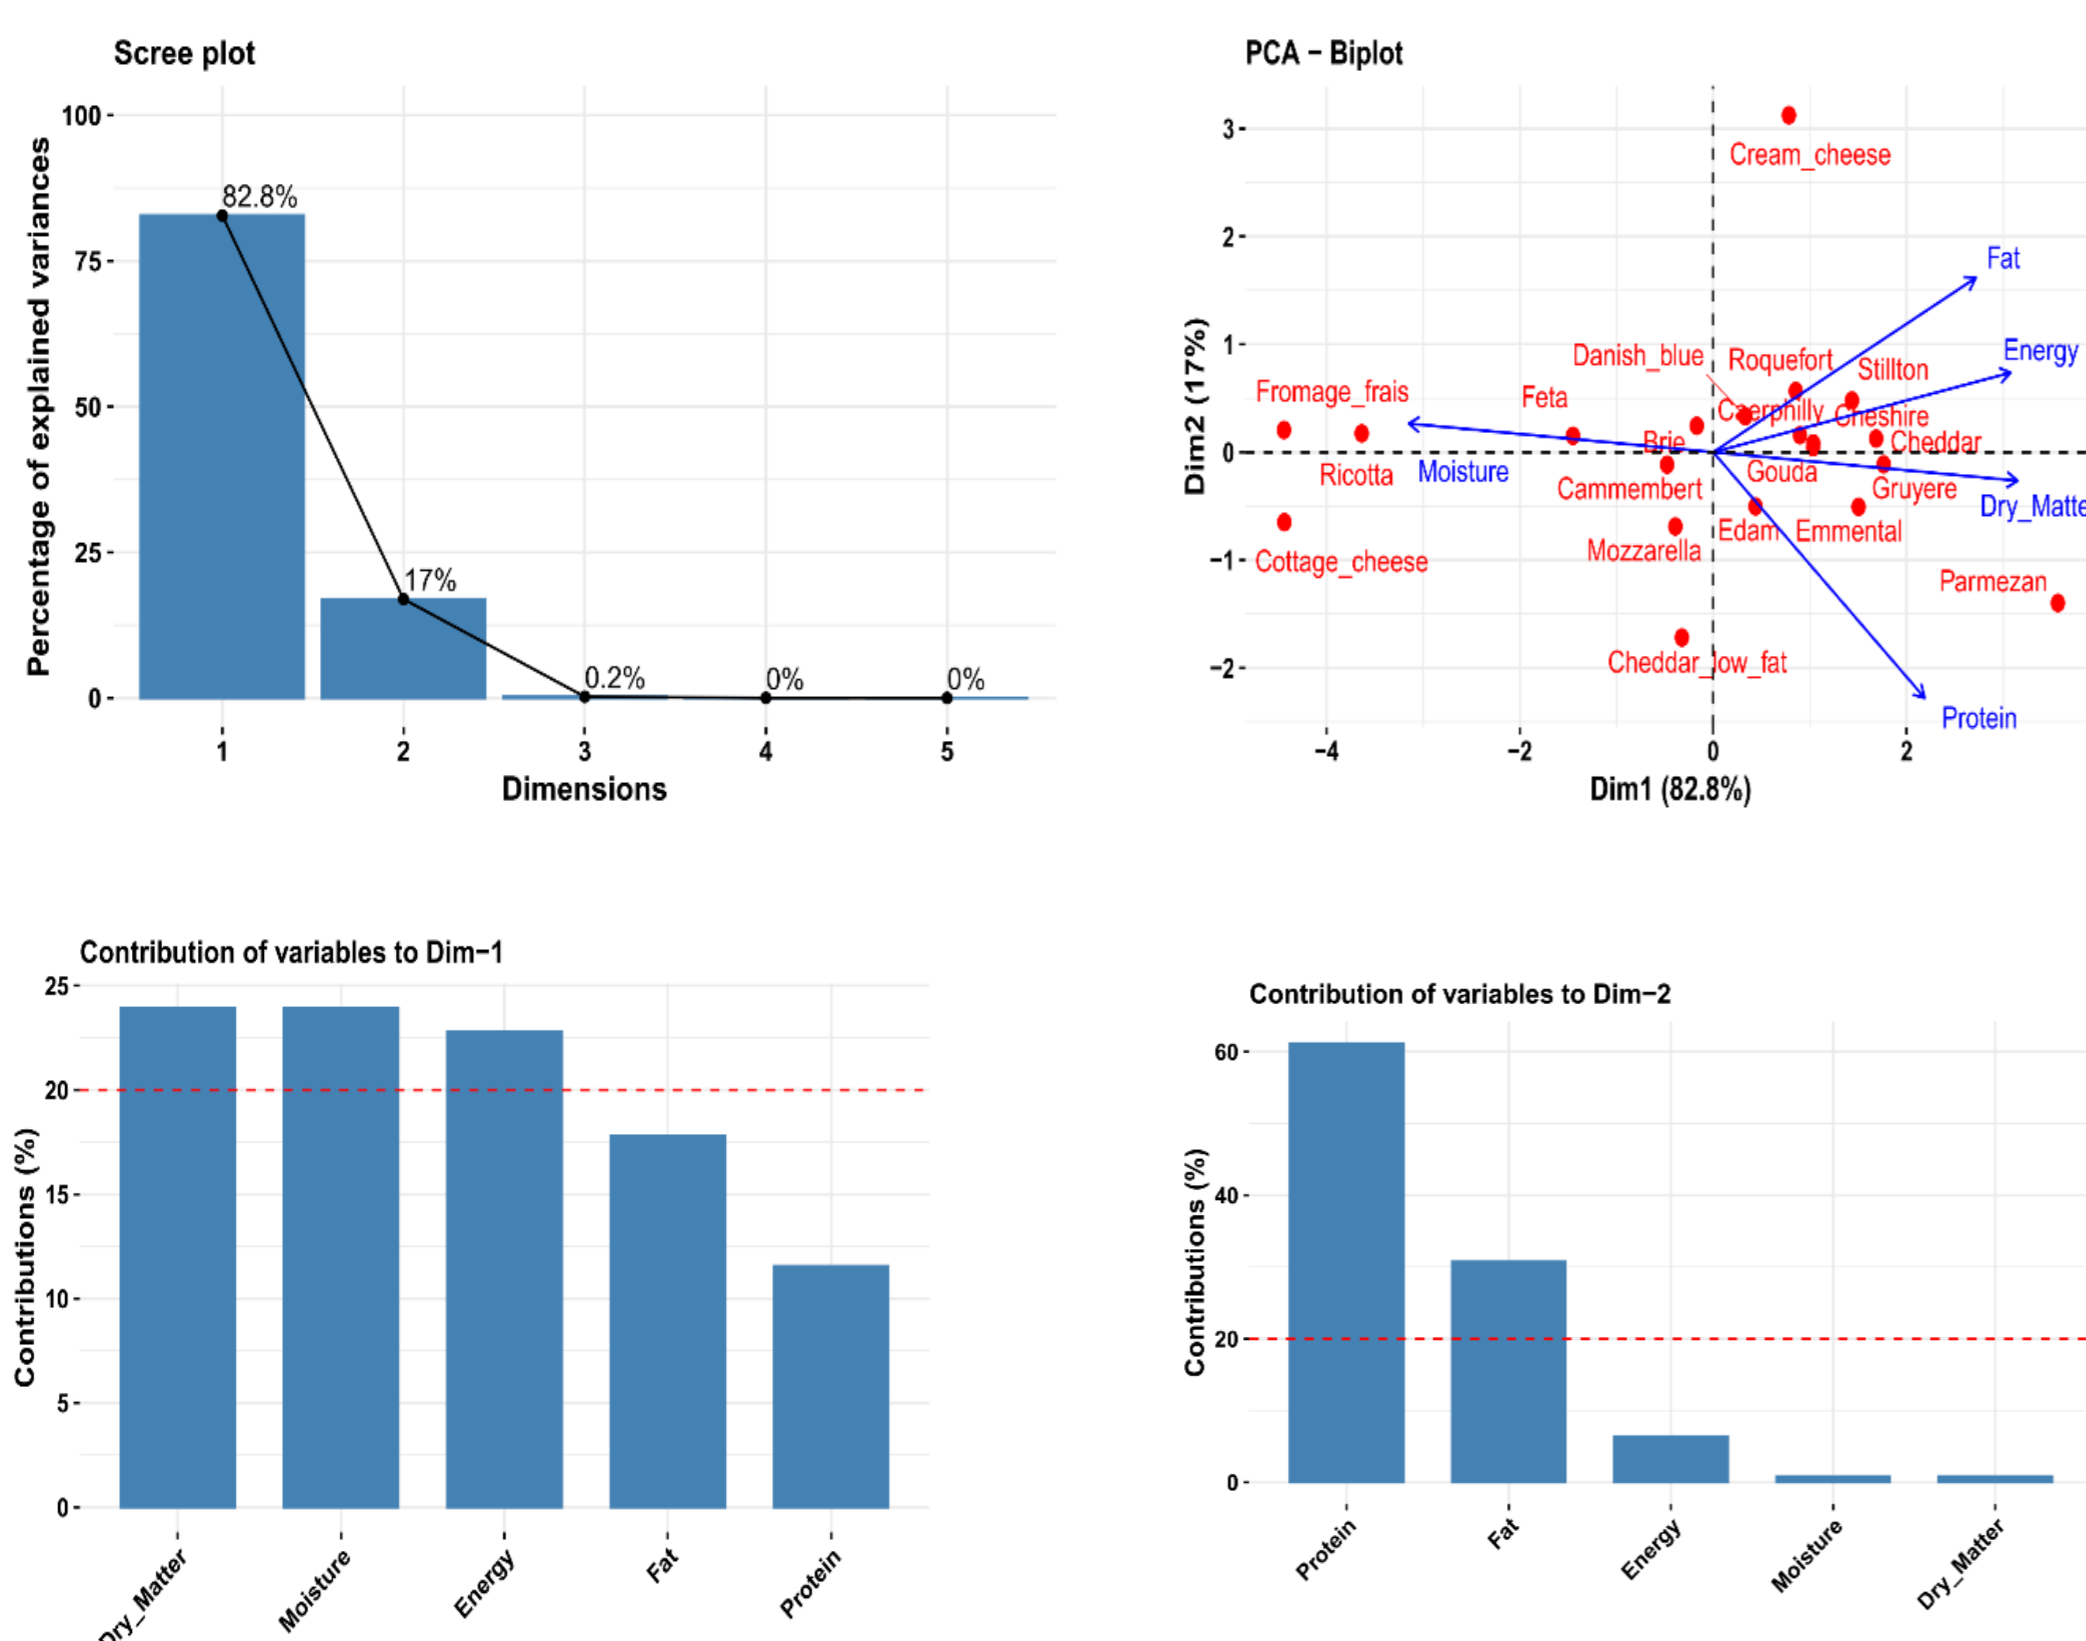 Scree plot
Percentage of explained variances
100
75
50
25
0
82.8%
17%
0.2%
0%
0%
1
2
3
4
5
Dimensions
PCA – Biplot
Dim2 (17%)
3
2
1
0
−1
−2
Cream_cheese
Fat
Energy
Danish_blue
Roquefort
Stillton
Fromage_frais
Feta
Caerphilly
Cheshire
Brie
Cheddar
Ricotta
Moisture
Gouda
Cammembert
Gruyere
Dry_Matte
Mozzarella
Edam
Emmental
Cottage_cheese
Parmezan
Cheddar_low_fat
Protein
−4
−2
0
2
Dim1 (82.8%)
Contribution of variables to Dim−1
Contributions (%)
25
20
15
10
5
0
Dry_Matter
Moisture
Energy
Fat
Protein
Contribution of variables to Dim−2
Contributions (%)
60
40
20
0
Protein
Fat
Energy
Moisture
Dry_Matter